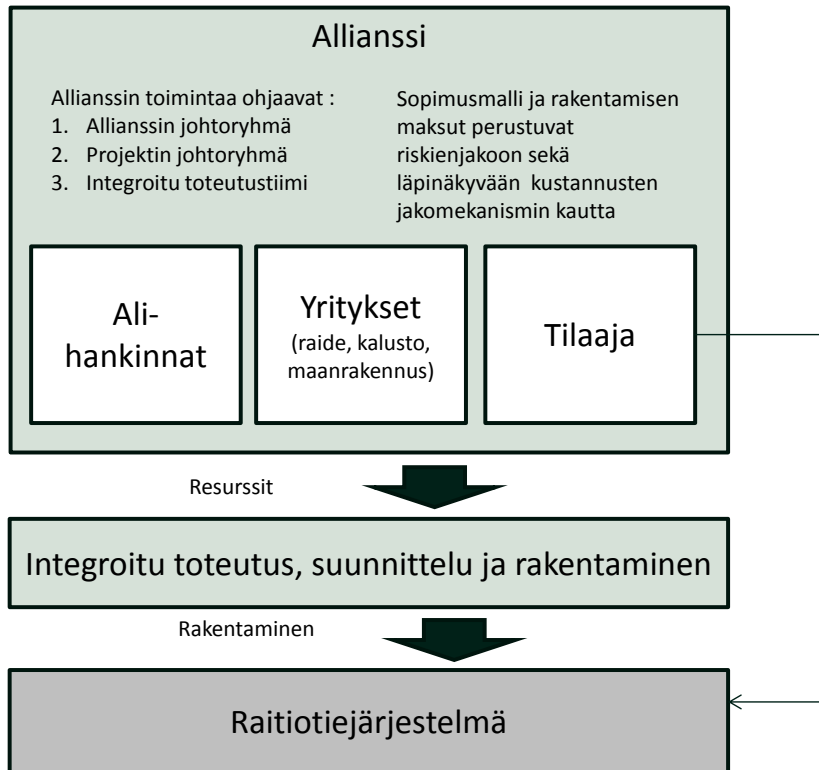 Allianssi
Allianssin toimintaa ohjaavat :
1. Allianssin johtoryhmä
2. Projektin johtoryhmä
3. Integroitu toteutustiimi
Sopimusmalli ja rakentamisen
maksut perustuvat
riskienjakoon sekä
läpinäkyvään kustannusten
jakomekanismin kautta
Ali-
hankinnat
Yritykset
(raide, kalusto,
maanrakennus)
Tilaaja
Resurssit
Integroitu toteutus, suunnittelu ja rakentaminen
Rakentaminen
Raitiotiejärjestelmä